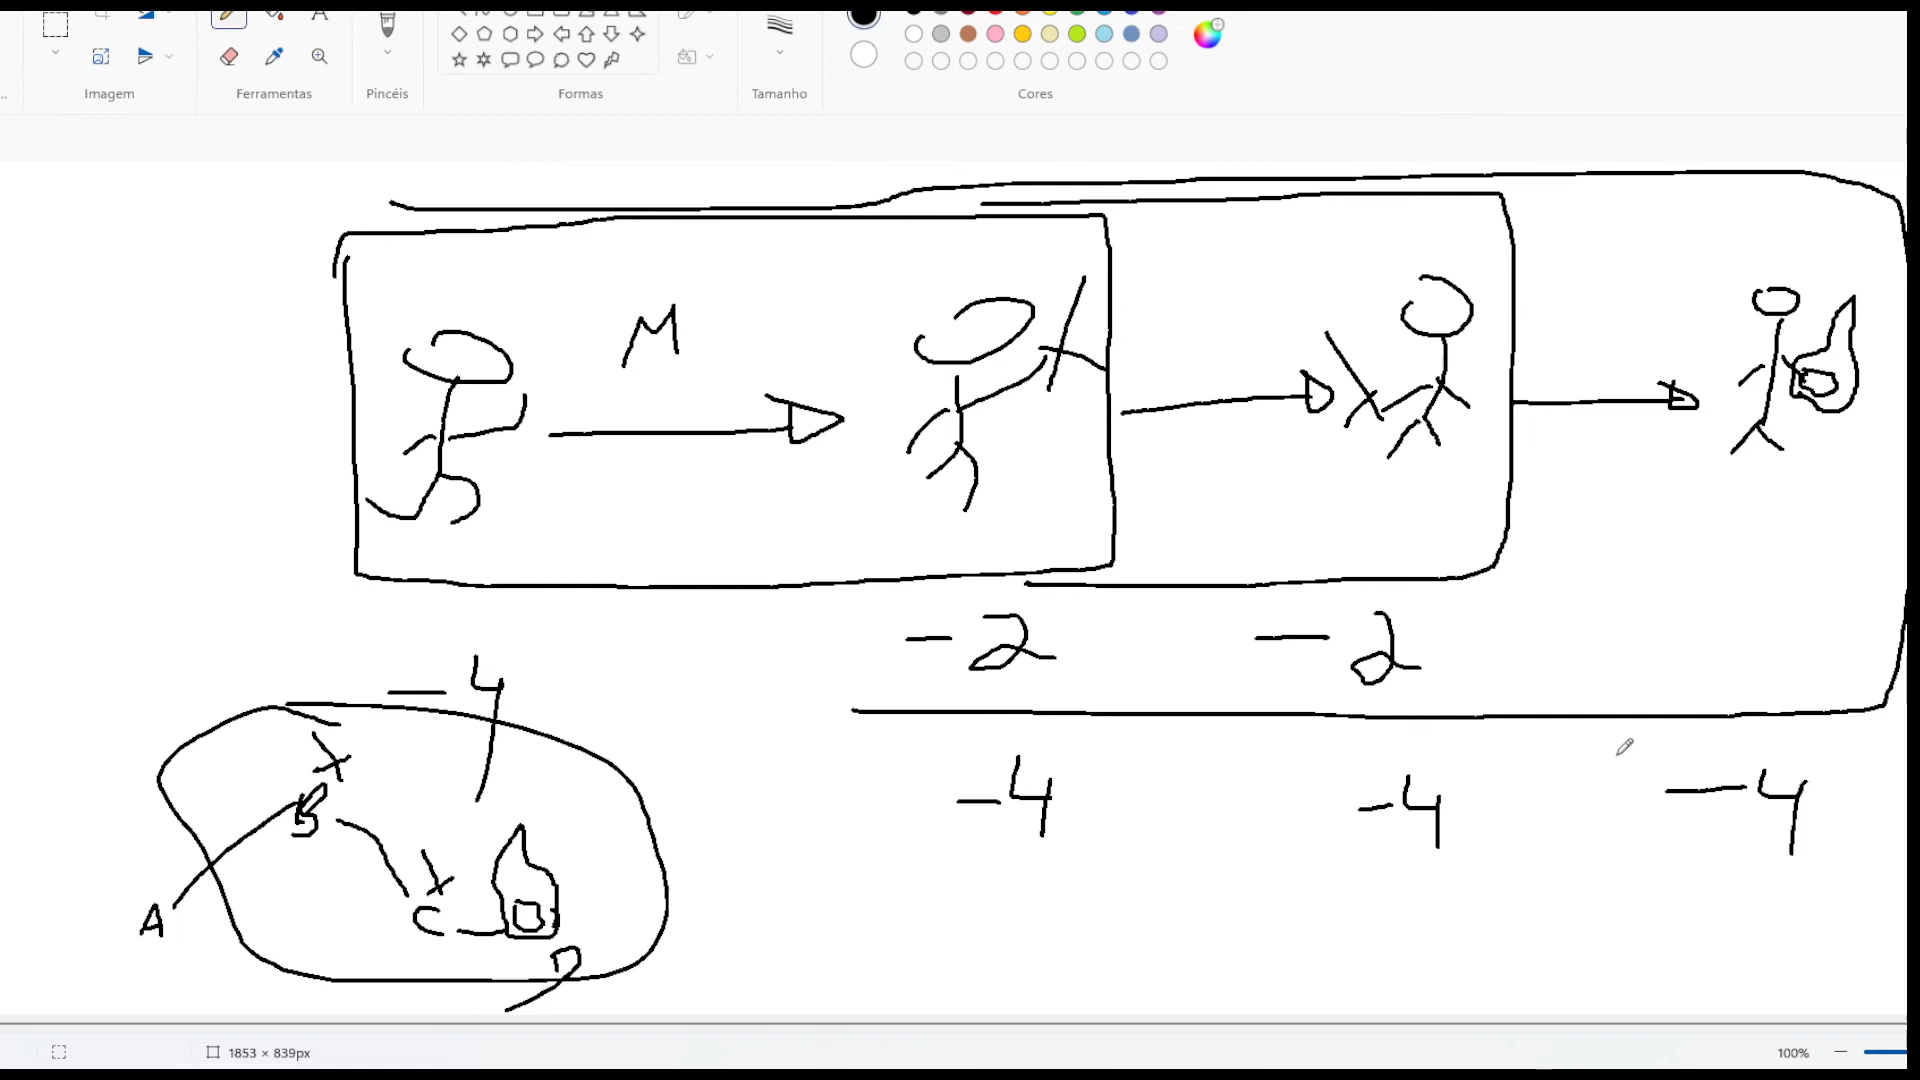 Imagem Ferramentas Pincéis Formas Tamanho Cores
M
-2 -2
-4
-4 -4 -4
B
A C
D
1853 × 839px 100%